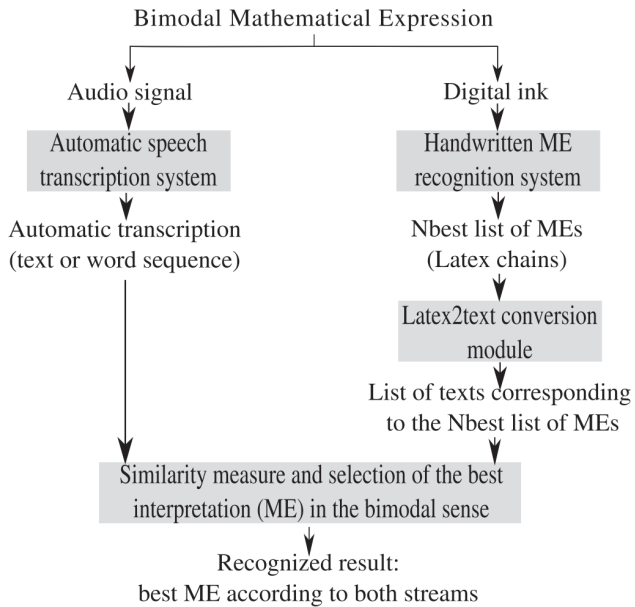 Bimodal Mathematical Expression
Audio signal
Digital ink
Automatic speech
transcription system
Handwritten ME
recognition system
Automatic transcription
(text or word sequence)
Nbest list of MEs
(Latex chains)
Latex2text conversion
module
List of texts corresponding
to the Nbest list of MEs
Similarity measure and selection of the best
interpretation (ME) in the bimodal sense
Recognized result:
best ME according to both streams